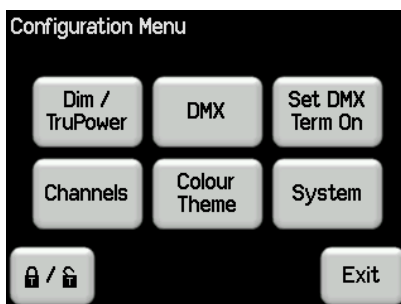 Configuration Menu
Dim /
TruPower
DMX
Set DMX
Term On
Channels
Colour
Theme
System
/
Exit